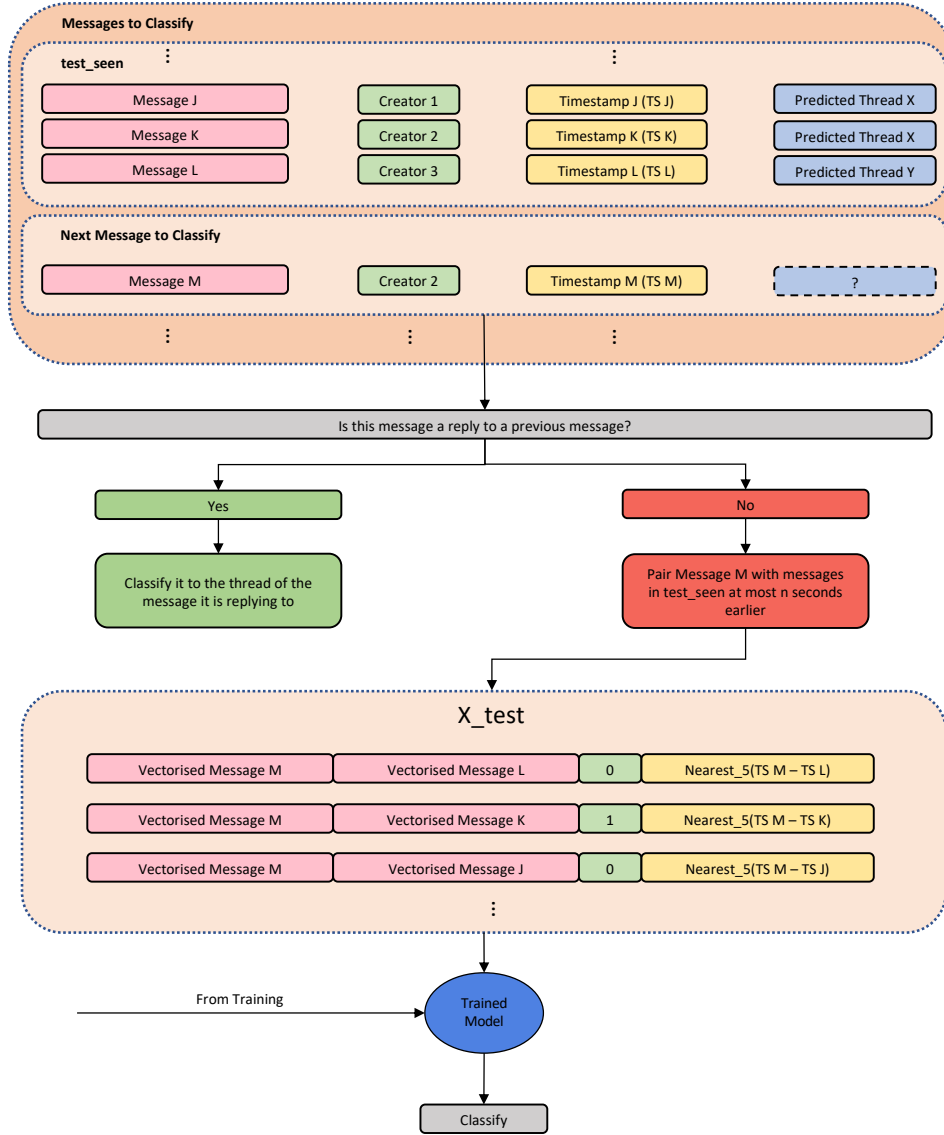 Messages to Classify
test_seen
Message J
Creator 1
Timestamp J (TS J)
Predicted Thread X
Message K
Creator 2
Timestamp K (TS K)
Predicted Thread X
Message L
Creator 3
Timestamp L (TS L)
Predicted Thread Y
Next Message to Classify
Message M
Creator 2
Timestamp M (TS M)
?
Is this message a reply to a previous message?
Yes
No
Classify it to the thread of the
message it is replying to
Pair Message M with messages
in test_seen at most n seconds
earlier
X_test
Vectorised Message M
Vectorised Message L
0
Nearest_5(TS M – TS L)
Vectorised Message M
Vectorised Message K
1
Nearest_5(TS M – TS K)
Vectorised Message M
Vectorised Message J
0
Nearest_5(TS M – TS J)
From Training
Trained
Model
Classify